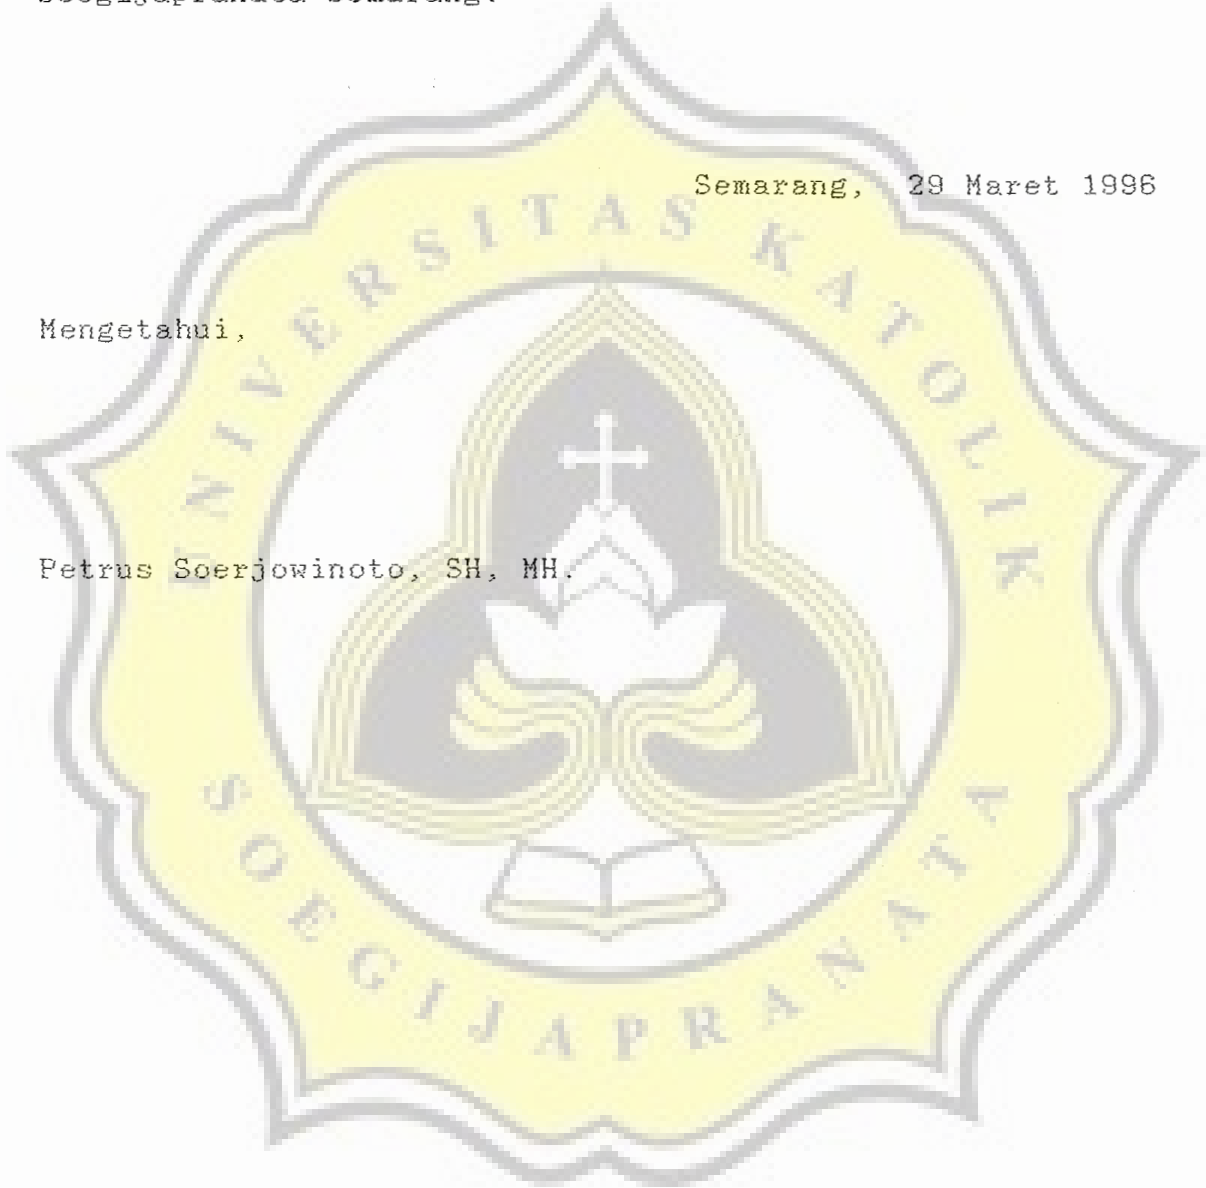 Semarang, 29 Maret 1996
Mengetahui,
Petrus Soerjowinoto, SH, MH.
UNIVERSITAS KATOLIK
SOEGIJAPRANATA